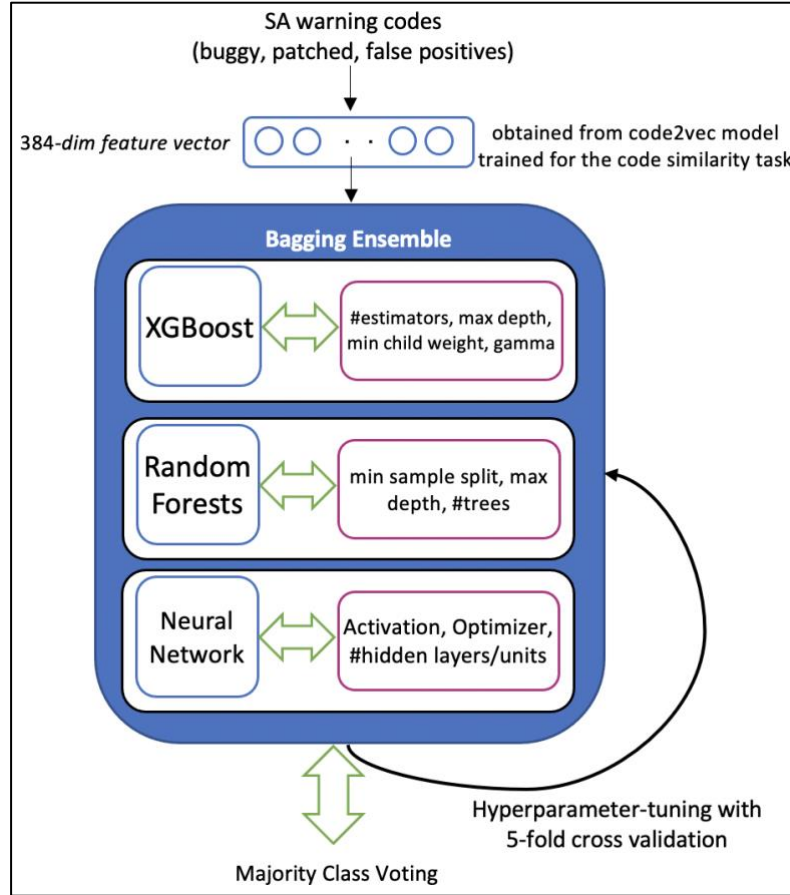 SA warning codes
(buggy, patched, false positives)
384-dim feature vector
obtained from code2vec model
trained for the code similarity task
Bagging Ensemble
XGBoost
#estimators, max depth,
min child weight, gamma
Random
Forests
min sample split, max
depth, #trees
Neural
Network
Activation, Optimizer,
#hidden layers/units
Hyperparameter-tuning with
5-fold cross validation
Majority Class Voting